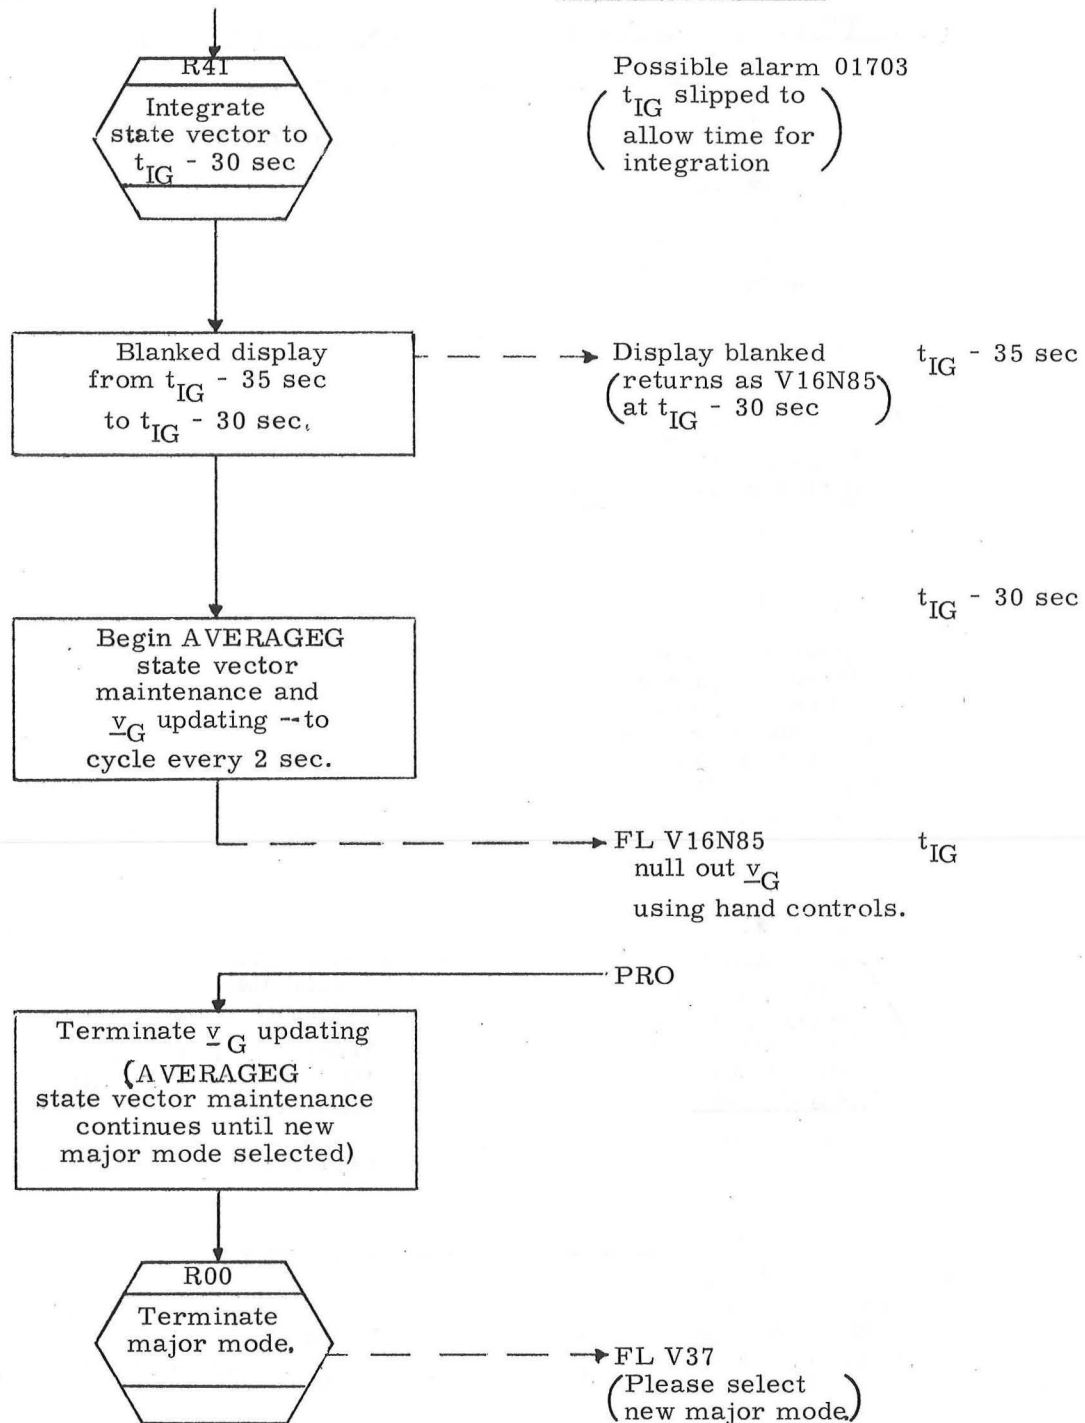 R41
Integrate
state vector to
tIG - 30 sec
Possible alarm 01703
( tIG slipped to
allow time for
integration )
Blanked display
from tIG - 35 sec
to tIG - 30 sec.
Display blanked
(returns as V16N85
at tIG - 30 sec)
tIG - 35 sec
tIG - 30 sec
Begin AVERAGEG
state vector
maintenance and
vG updating -- to
cycle every 2 sec.
FL V16N85
null out vG
using hand controls.
tIG
PRO
Terminate vG updating
(AVERAGEG
state vector maintenance
continues until new
major mode selected)
R00
Terminate
major mode.
FL V37
(Please select
new major mode.)